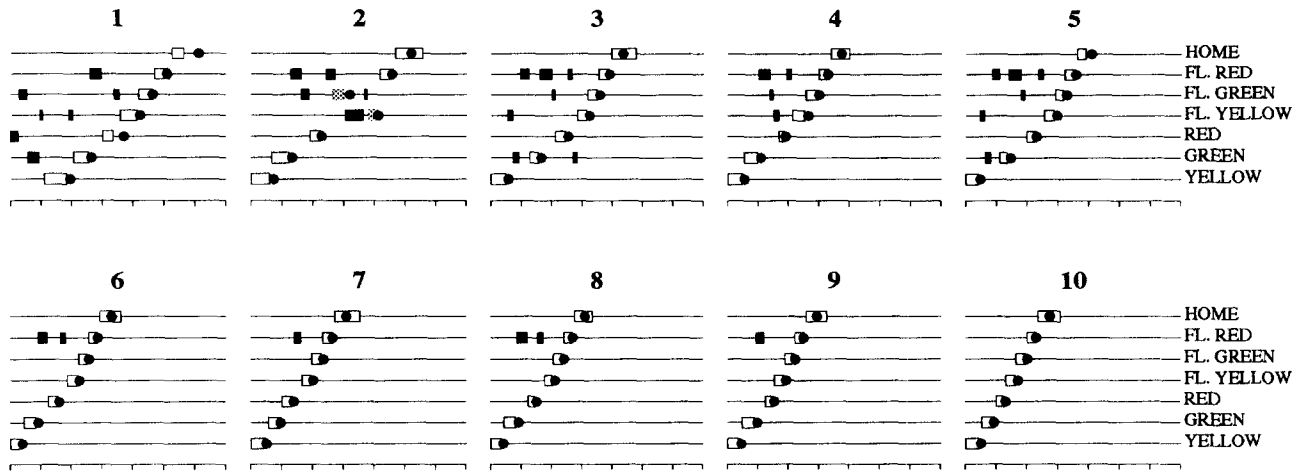 1 2 3 4 5
HOME
FL. RED
FL. GREEN
FL. YELLOW
RED
GREEN
YELLOW
6 7 8 9 10
HOME
FL. RED
FL. GREEN
FL. YELLOW
RED
GREEN
YELLOW